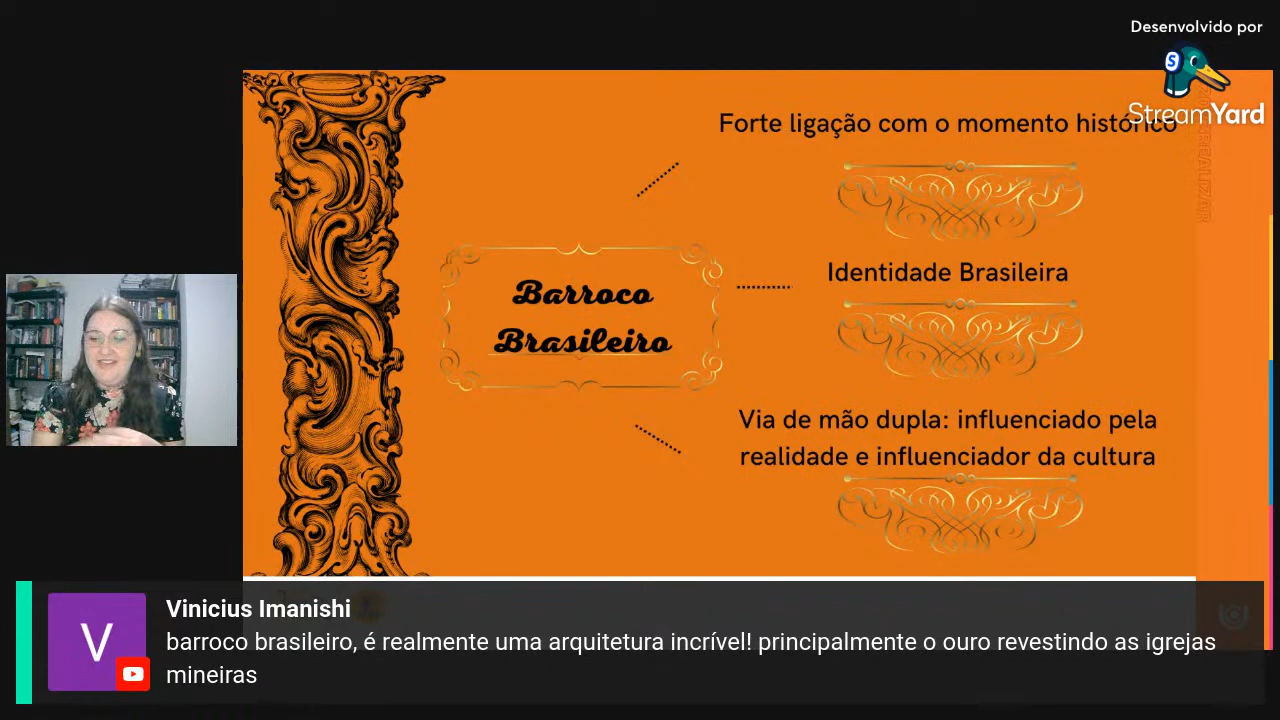 Desenvolvido por
StreamYard
Forte ligação com o momento histórico
Identidade Brasileira
Barroco
Brasileiro
Via de mão dupla: influenciado pela
realidade e influenciador da cultura
Vinicius Imanishi
V
barroco brasileiro, é realmente uma arquitetura incrível! principalmente o ouro revestindo as igrejas
mineiras